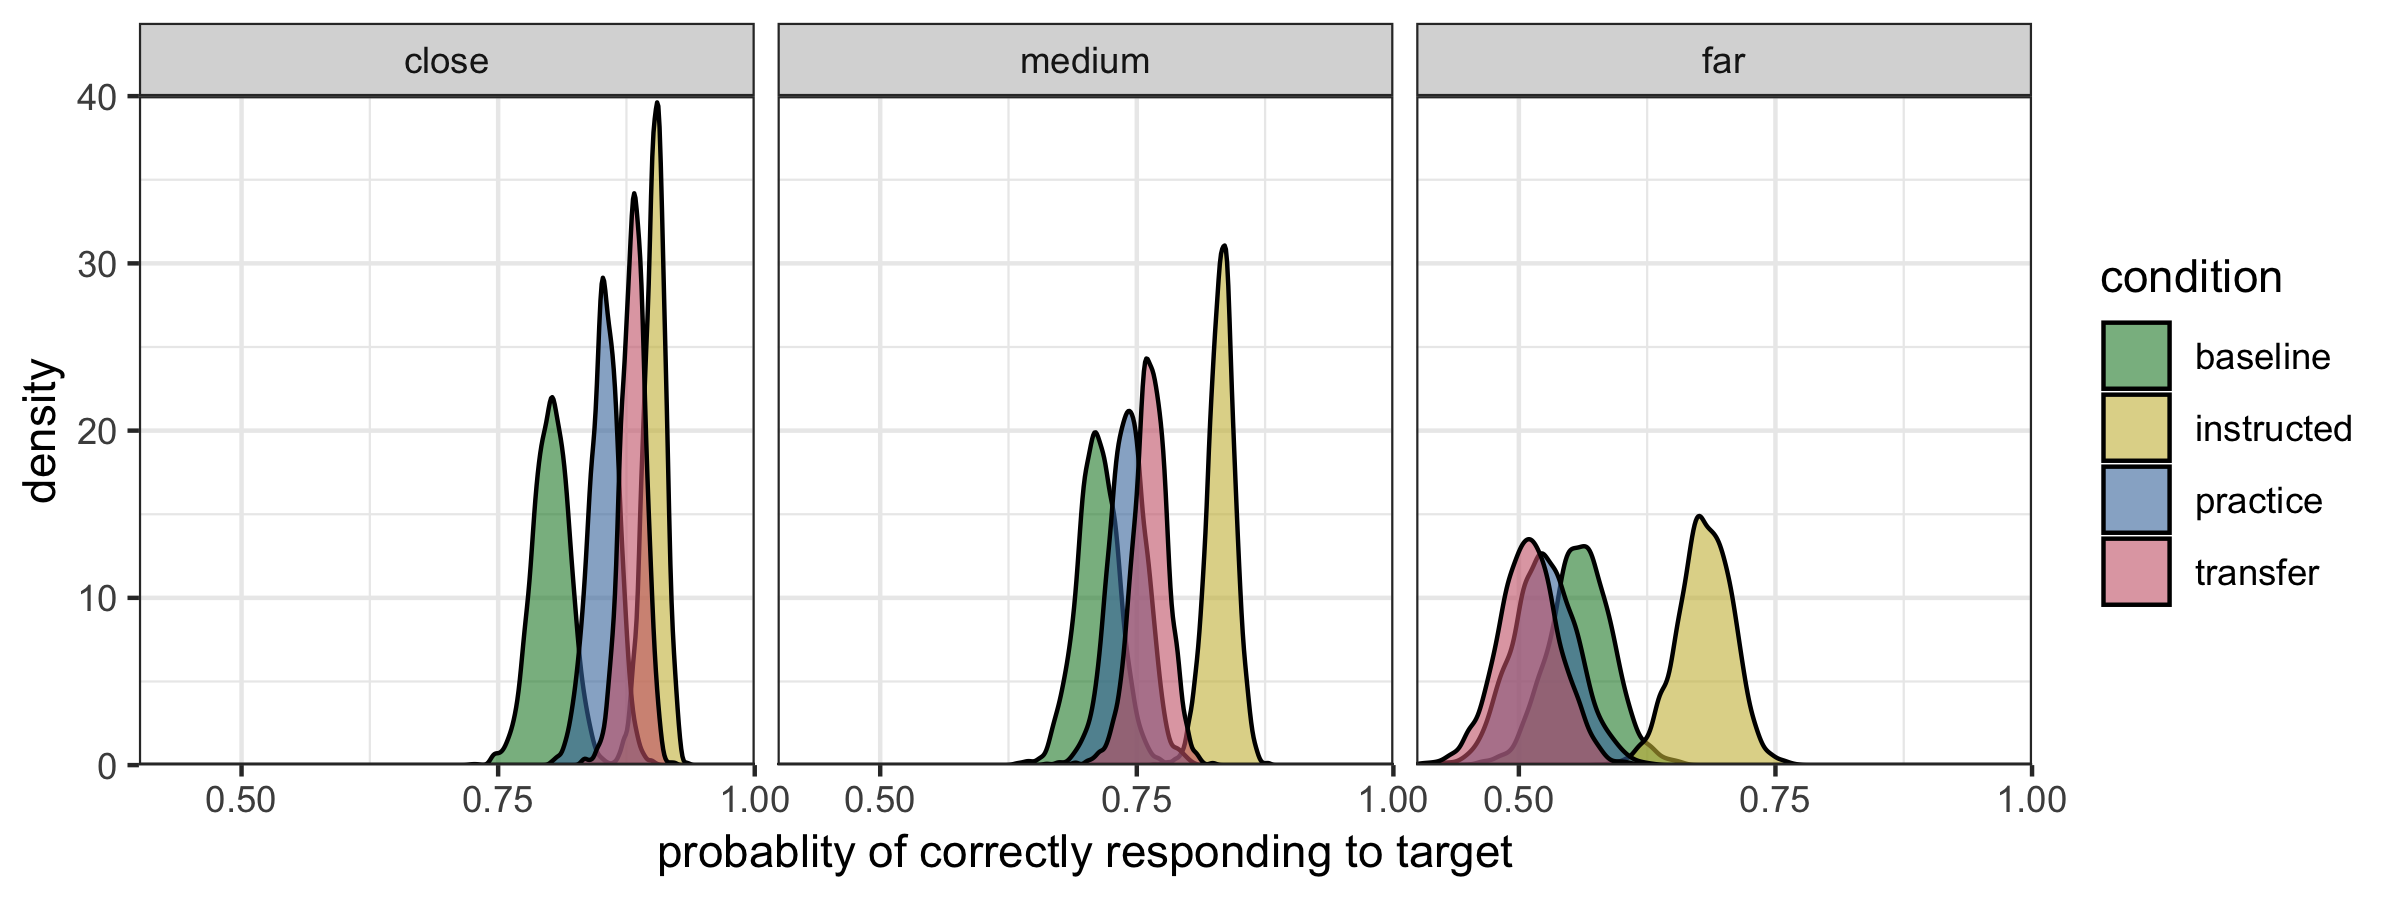 close medium far
40
30
20
10
0
density
0.50 0.75 1.00 0.50 0.75 1.00 0.50 0.75 1.00
probablity of correctly responding to target
condition
baseline
instructed
practice
transfer